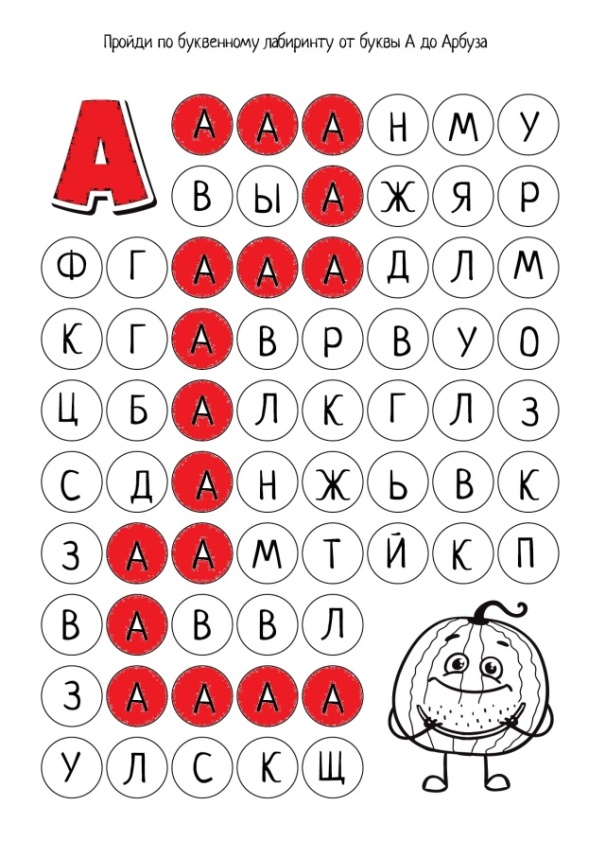 Пройди по буквенному лабиринту от буквы А до Арбуза
А
А А А Н М У
В Ы А Ж Я Р
Ф Г А А А Д Л М
К Г А В Р В У О
Ц Б А Л К Г Л З
С Д А Н Ж Ь В К
З А А М Т Й К П
В А В В Л
З А А А А
У Л С К Щ